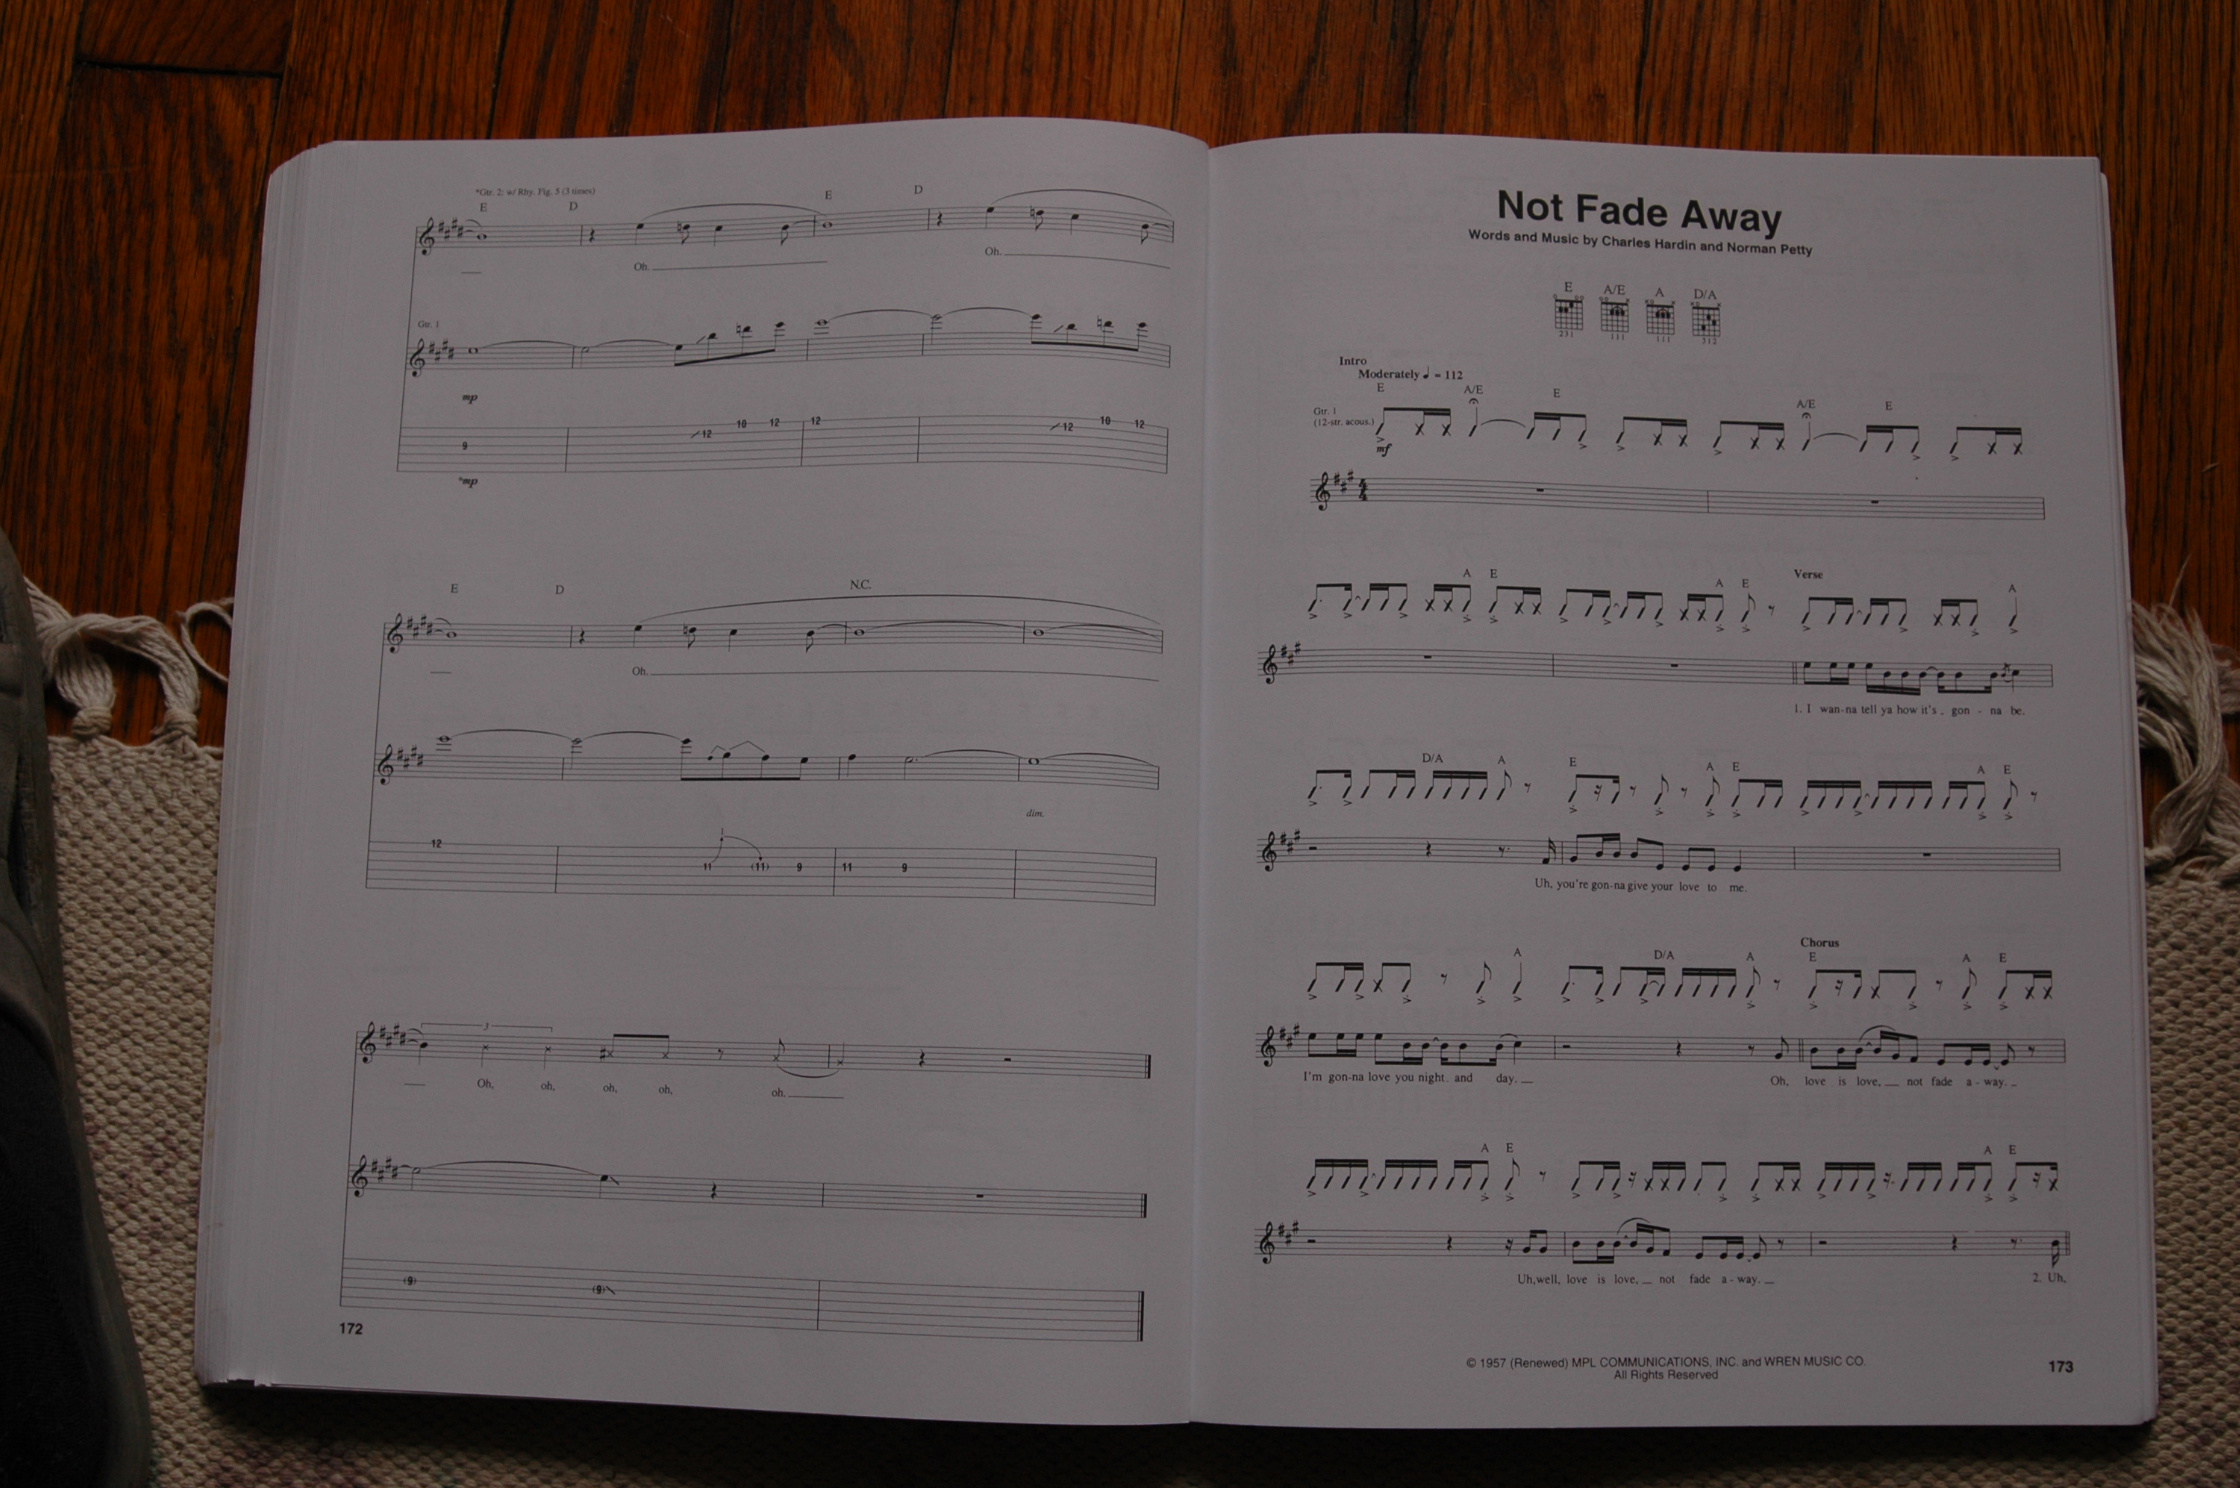 *Gtr. 2: w/ Rhy. Fig. 5 (3 times)
E D E D
Oh. Oh.
Gtr. 1
mp
9 12 10 12 12 12 10 12
*mp
E D N.C.
Oh.
dim.
12 11 (11) 9 11 9
3
Oh, oh, oh, oh, oh.
(9) (9)
172
Not Fade Away
Words and Music by Charles Hardin and Norman Petty
E A/E A D/A
Intro
Moderately ♩ = 112
E A/E E A/E E
Gtr. 1
(12-str. acous.)
mf
Verse
A E A E A
1. I wan-na tell ya how it's gon - na be.
D/A A E A E A E
Uh, you're gon-na give your love to me.
Chorus
A D/A A E A E
I'm gon-na love you night and day. Oh, love is love, not fade a - way.
A E A E
Uh, well, love is love, not fade a - way. 2. Uh,
© 1957 (Renewed) MPL COMMUNICATIONS, INC. and WREN MUSIC CO.
All Rights Reserved
173